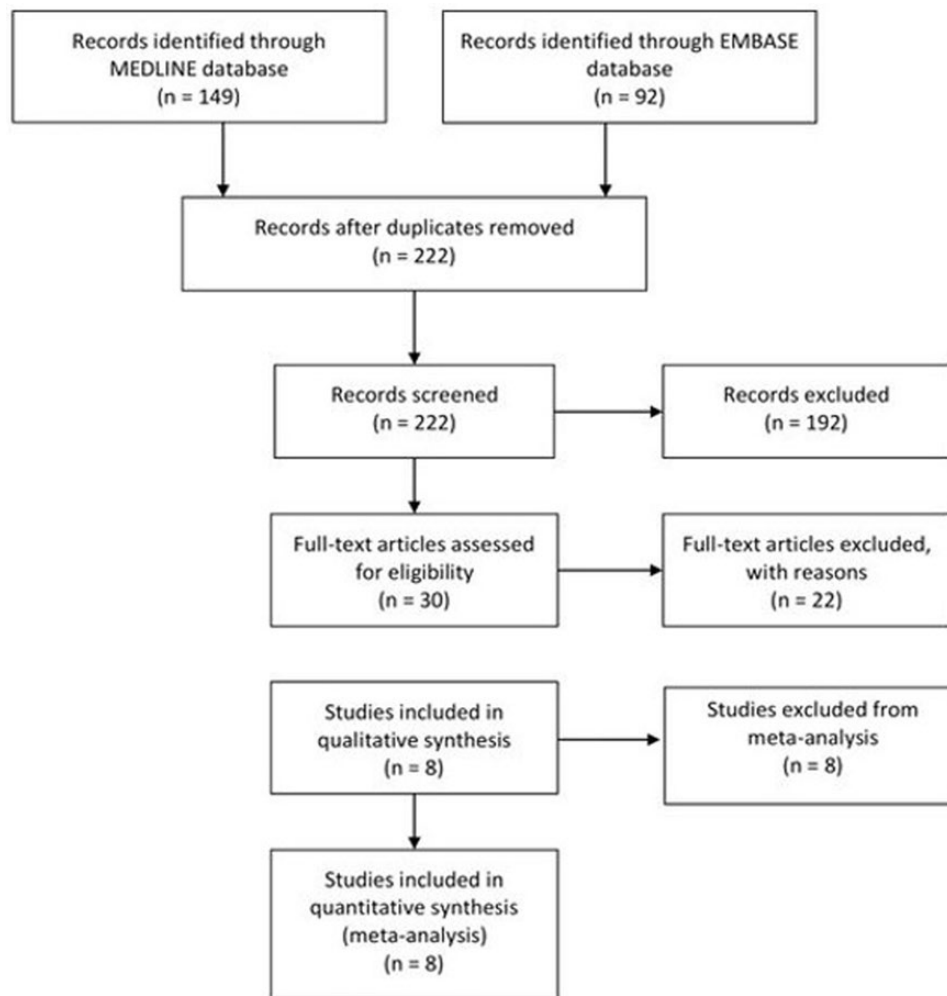 Records identified through
MEDLINE database
(n = 149)
Records identified through EMBASE
database
(n = 92)
Records after duplicates removed
(n = 222)
Records screened
(n = 222)
Records excluded
(n = 192)
Full-text articles assessed
for eligibility
(n = 30)
Full-text articles excluded,
with reasons
(n = 22)
Studies included in
qualitative synthesis
(n = 8)
Studies excluded from
meta-analysis
(n = 8)
Studies included in
quantitative synthesis
(meta-analysis)
(n = 8)